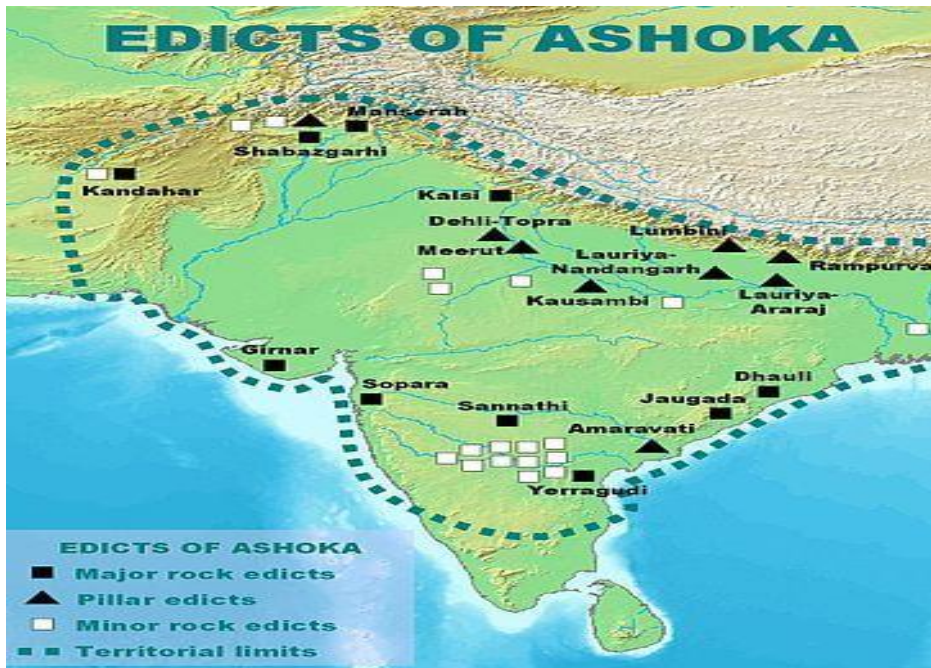 EDICTS OF ASHOKA
Manserah
Shabazgarhi
Kandahar
Kalsi
Dehli-Topra
Lumbini
Meerut
Lauriya-
Nandangarh
Rampurva
Kausambi
Lauriya-
Araraj
Girnar
Sopara
Dhauli
Sannathi
Jaugada
Amaravati
Yerragudi
EDICTS OF ASHOKA
Major rock edicts
Pillar edicts
Minor rock edicts
Territorial limits